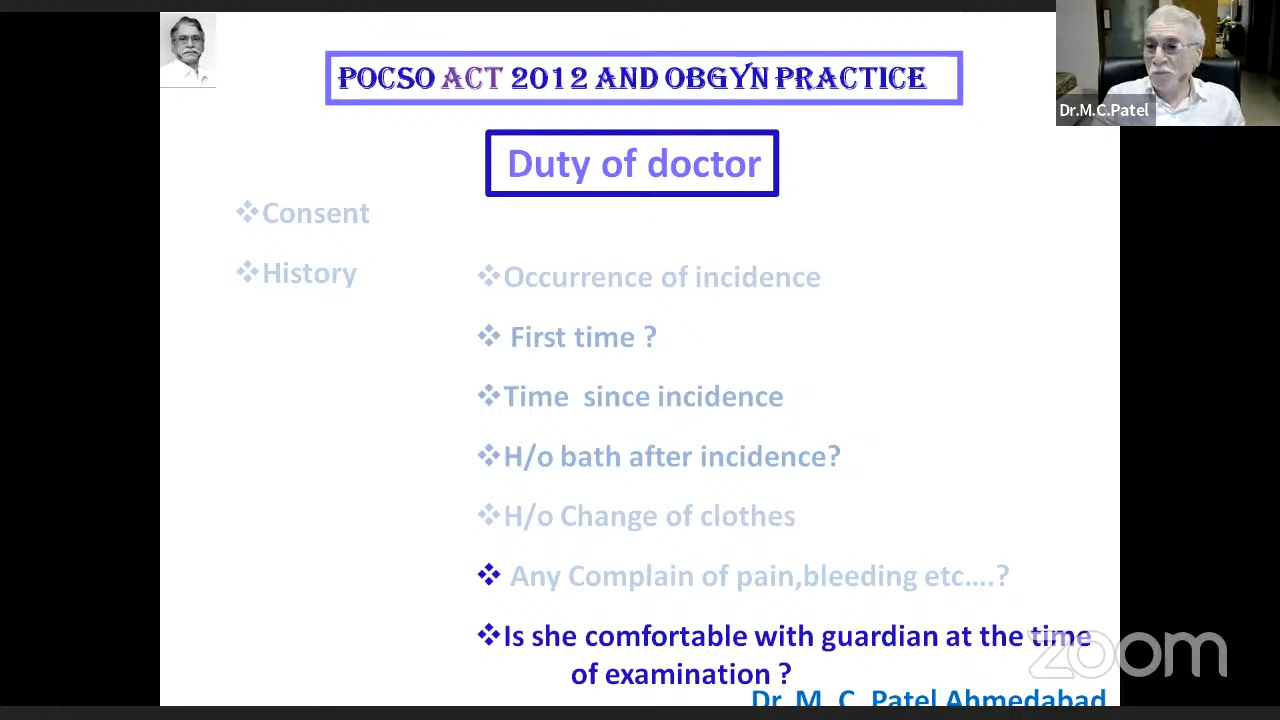 POCSO ACT 2012 AND OBGYN PRACTICE
Dr.M.C.Patel
Duty of doctor
❖Consent
❖History
❖Occurrence of incidence
❖ First time ?
❖Time since incidence
❖H/o bath after incidence?
❖H/o Change of clothes
❖ Any Complain of pain,bleeding etc....?
❖Is she comfortable with guardian at the time
of examination ?
zoom
Dr. M. C. Patel Ahmedabad